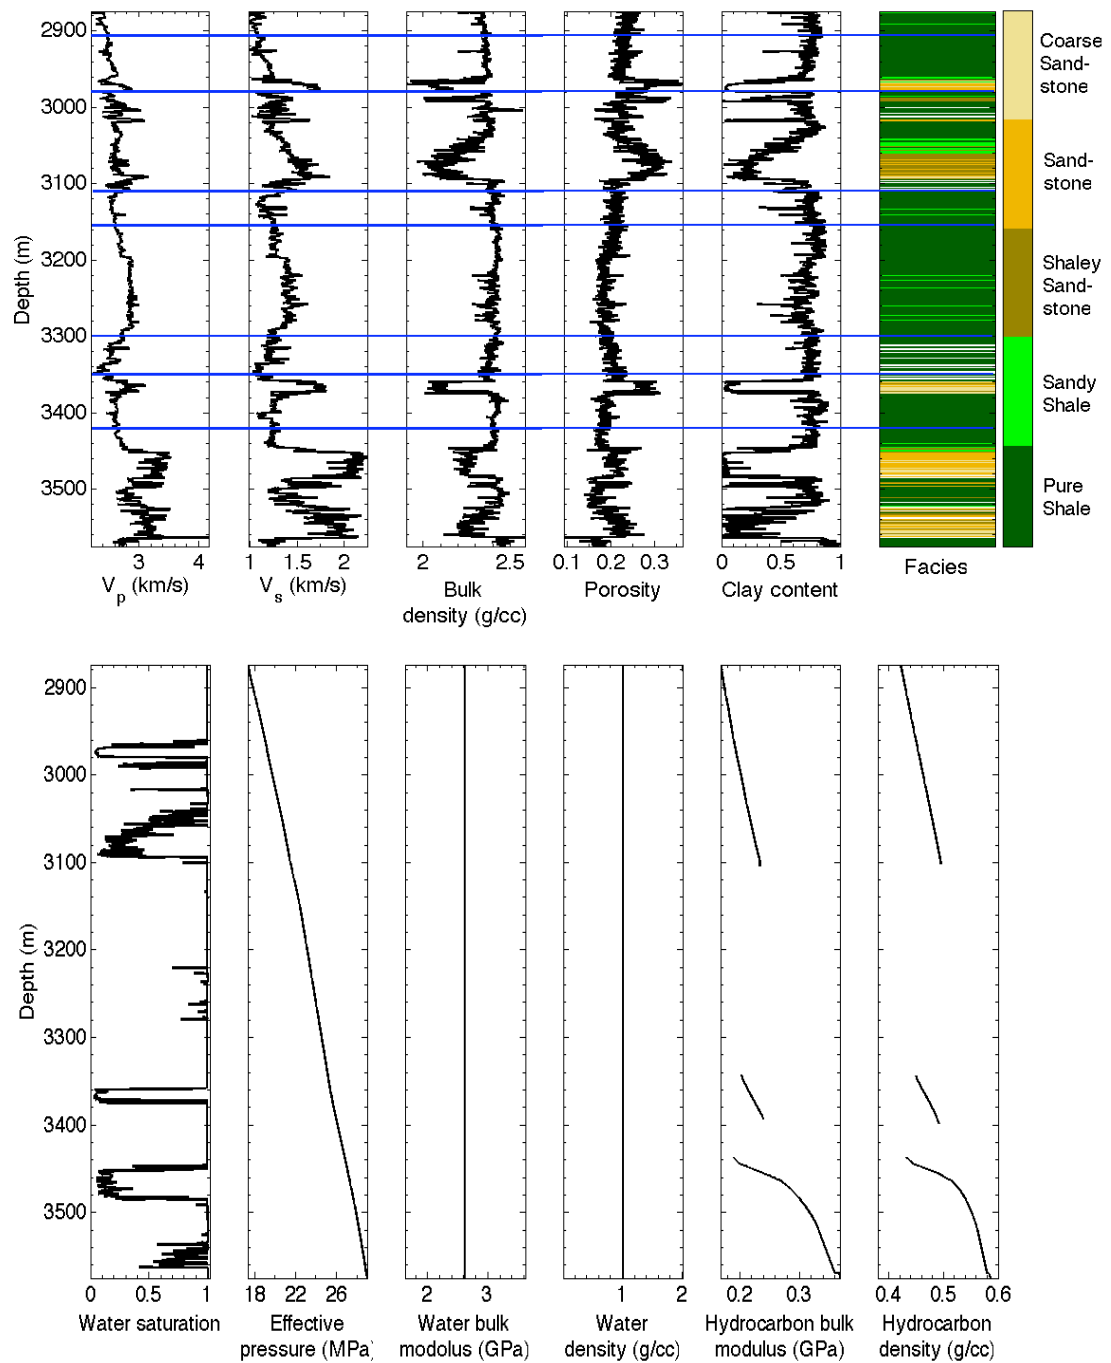 2900
3000
3100
3200
3300
3400
3500
Depth (m)
3 4
V_p (km/s)
1 1.5 2
V_s (km/s)
2 2.5
Bulk
density (g/cc)
0.1 0.2 0.3
Porosity
0 0.5 1
Clay content
Facies
Coarse
Sand-
stone
Sand-
stone
Shaley
Sand-
stone
Sandy
Shale
Pure
Shale
2900
3000
3100
3200
3300
3400
3500
Depth (m)
0 0.5 1
Water saturation
18 22 26
Effective
pressure (MPa)
2 3
Water bulk
modulus (GPa)
0 1 2
Water
density (g/cc)
0.2 0.3
Hydrocarbon bulk
modulus (GPa)
0.4 0.5 0.6
Hydrocarbon
density (g/cc)